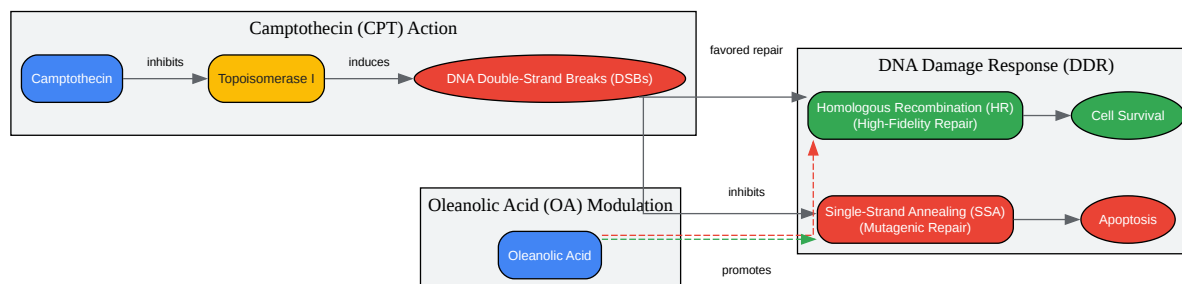 Camptothecin (CPT) Action
Camptothecin
inhibits
Topoisomerase I
induces
DNA Double-Strand Breaks (DSBs)
favored repair
DNA Damage Response (DDR)
Homologous Recombination (HR)
(High-Fidelity Repair)
Cell Survival
Oleanolic Acid (OA) Modulation
Oleanolic Acid
inhibits
promotes
Single-Strand Annealing (SSA)
(Mutagenic Repair)
Apoptosis